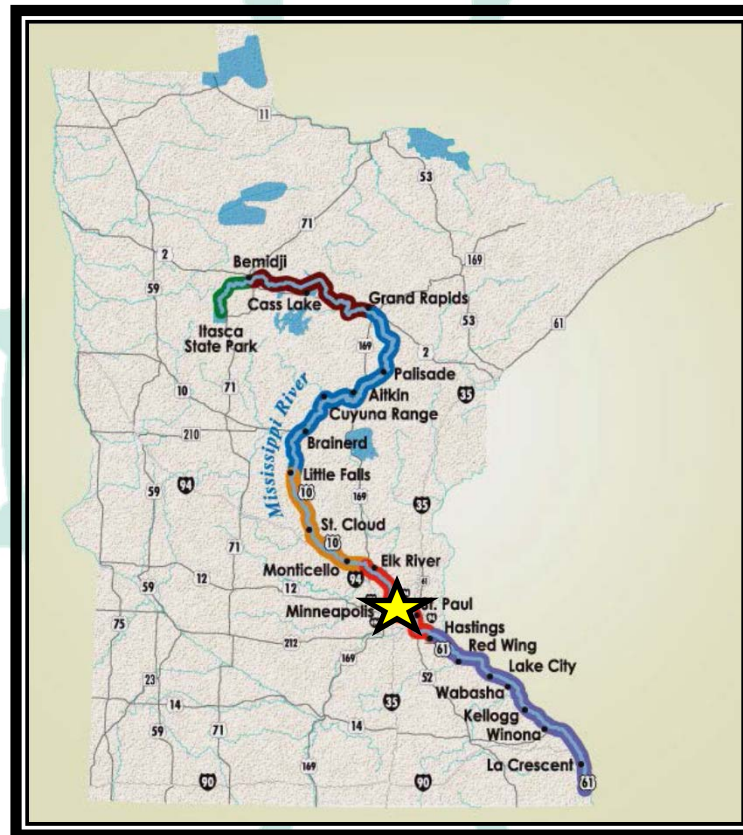 11
53
71
2
169
Bemidji
59
Cass Lake
Grand Rapids
53
61
Itasca
State Park
169
2
71
Palisade
10
Aitkin
35
Cuyuna Range
Mississippi River
210
Brainerd
Little Falls
94
59
10
169
35
St. Cloud
71
10
Monticello
Elk River
94
61
12
12
59
Minneapolis
St. Paul
75
Hastings
212
61
Red Wing
169
Lake City
52
23
Wabasha
14
35
Kellogg
59
71
14
Winona
169
La Crescent
90
90
61